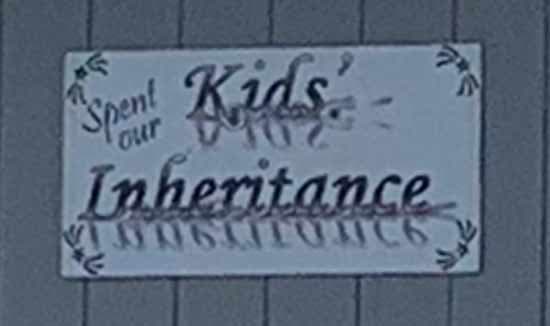 Spent our
Kids'
Inheritance